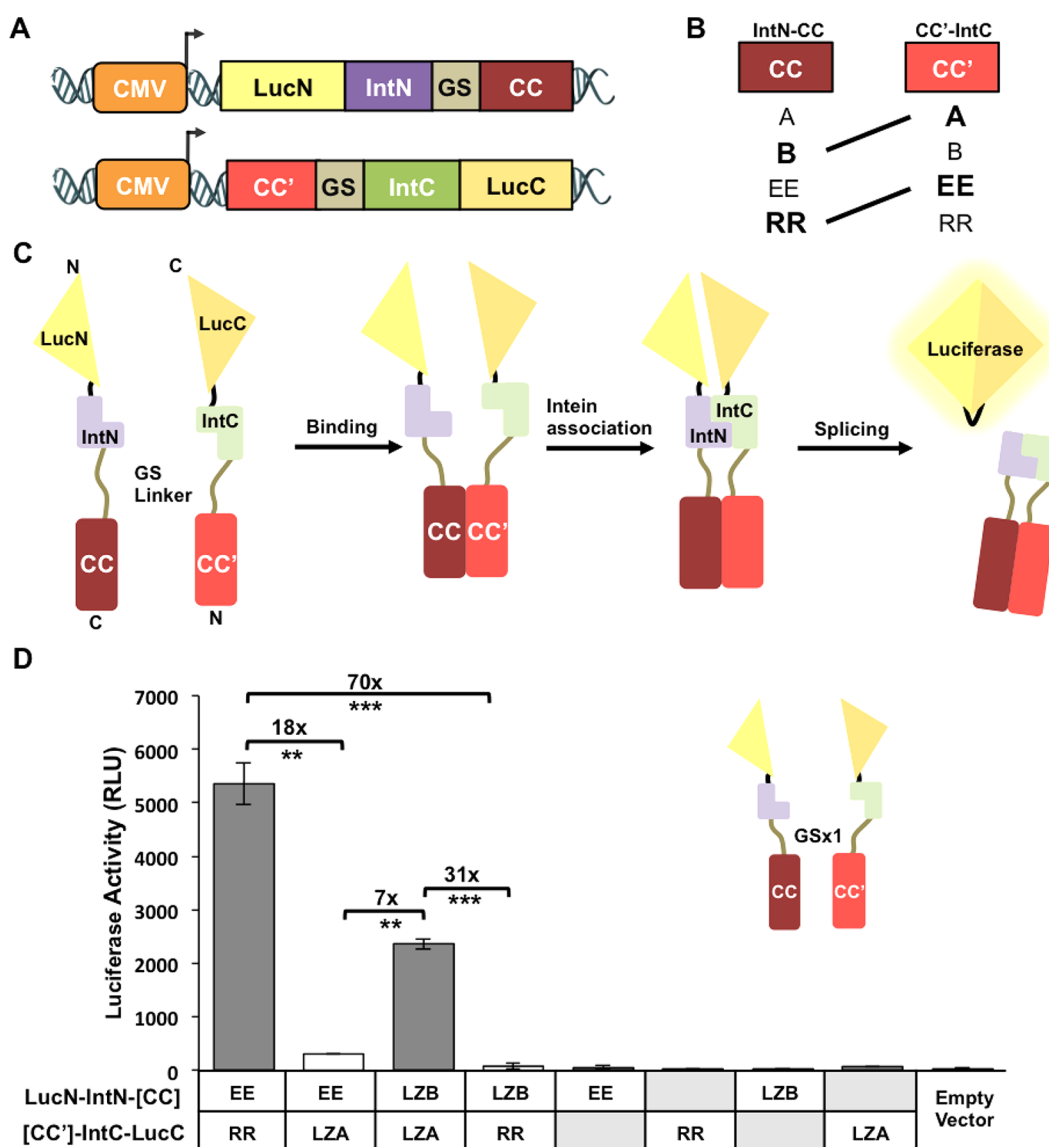 A
CMV LucN IntN GS CC
CMV CC' GS IntC LucC
B
IntN-CC CC'-IntC
CC CC'
A A
B B
EE EE
RR RR
C
N C
LucN LucC
IntN IntC
GS
Linker
CC CC'
C N
Binding
CC CC'
Intein
association
IntC
IntN
Splicing
Luciferase
D
Luciferase Activity (RLU)
7000
6000
5000
4000
3000
2000
1000
0
70x
***
18x
**
7x
**
31x
***
GSx1
CC CC'
LucN-IntN-[CC] EE EE LZB LZB EE LZB
[CC']-IntC-LucC RR LZA LZA RR RR LZA
Empty
Vector